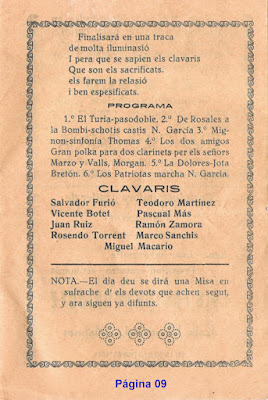 Finalisará en una traca
de molta iluminasió
I pera que se sapien els clavaris
Que son els sacrificats.
els farem la relasió
i ben espesificats.
PROGRAMA
1.º El Turia-pasodoble. 2.º De Rosales a
la Bombi-schotis castis N. García 3.º Mig-
non-sinfonía Thomas 4.º Los dos amigos
Gran polka para dos clarinets per els señors
Marzo y Valls, Morgan. 5.º La Dolores-Jota
Bretón. 6.º Los Patriotas marcha N. García.
CLAVARIS
Salvador Furió Teodoro Martínez
Vicente Botet Pascual Más
Juan Ruiz Ramón Zamora
Rosendo Torrent Marco Sanchis
Miguel Macario
NOTA.—El día deu se dirá una Misa en
sufrache d' els devots que achen segut,
y ara siguen ya difunts.
Página 09